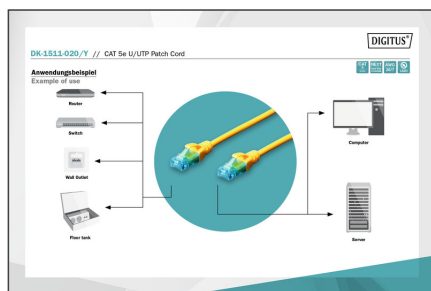 DIGITUS®
DK-1511-020/Y // CAT 5e U/UTP Patch Cord
CAT
Anwendungsbeispiel
Example of use
Router
Switch
Wall Outlet
Floor tank
Computer
Server